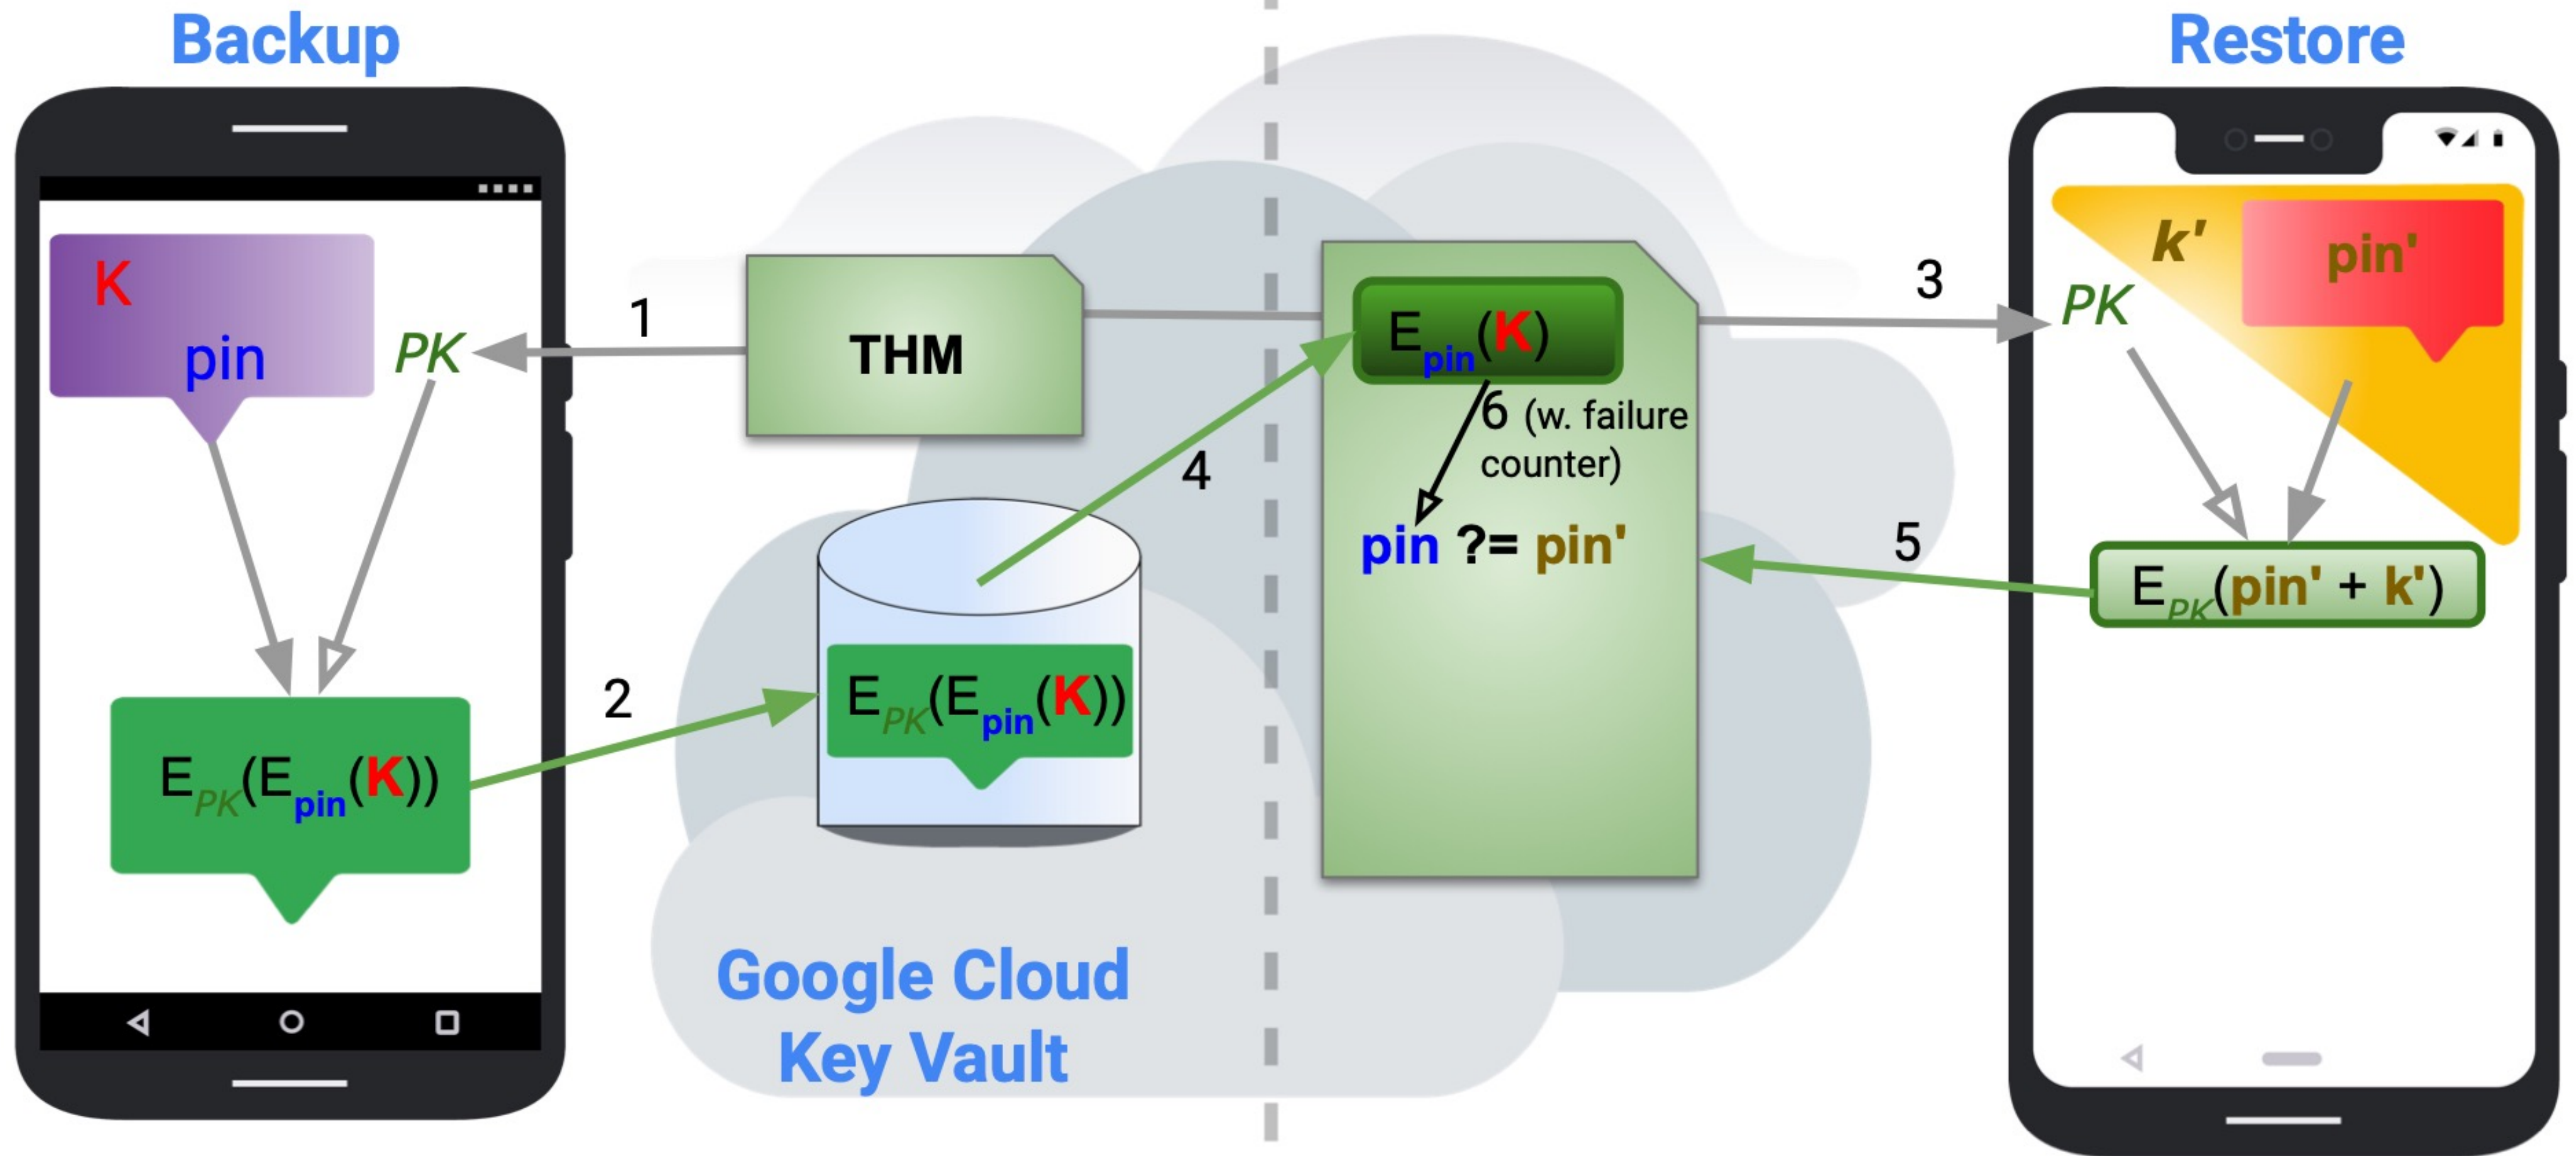 Backup
Restore
K
pin
PK
1
THM
E_pin(K)
6 (w. failure
counter)
pin ?= pin'
3
PK
k'
pin'
4
5
E_PK(pin' + k')
E_PK(E_pin(K))
2
E_PK(E_pin(K))
Google Cloud
Key Vault